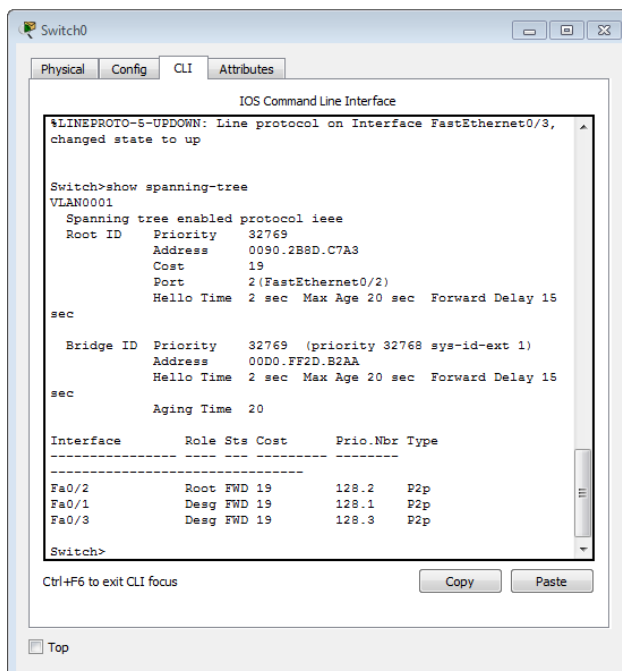 Switch0
Physical Config CLI Attributes
IOS Command Line Interface
%LINEPROTO-5-UPDOWN: Line protocol on Interface FastEthernet0/3,
changed state to up
Switch>show spanning-tree
VLAN0001
  Spanning tree enabled protocol ieee
  Root ID    Priority    32769
             Address     0090.2B8D.C7A3
             Cost        19
             Port        2(FastEthernet0/2)
             Hello Time  2 sec  Max Age 20 sec  Forward Delay 15
sec
  Bridge ID  Priority    32769  (priority 32768 sys-id-ext 1)
             Address     00D0.FF2D.B2AA
             Hello Time  2 sec  Max Age 20 sec  Forward Delay 15
sec
             Aging Time  20
Interface        Role Sts Cost      Prio.Nbr Type
---------------- ---- --- --------- --------
--------------------------------
Fa0/2            Root FWD 19        128.2    P2p
Fa0/1            Desg FWD 19        128.1    P2p
Fa0/3            Desg FWD 19        128.3    P2p
Switch>
Ctrl+F6 to exit CLI focus
Copy Paste
Top